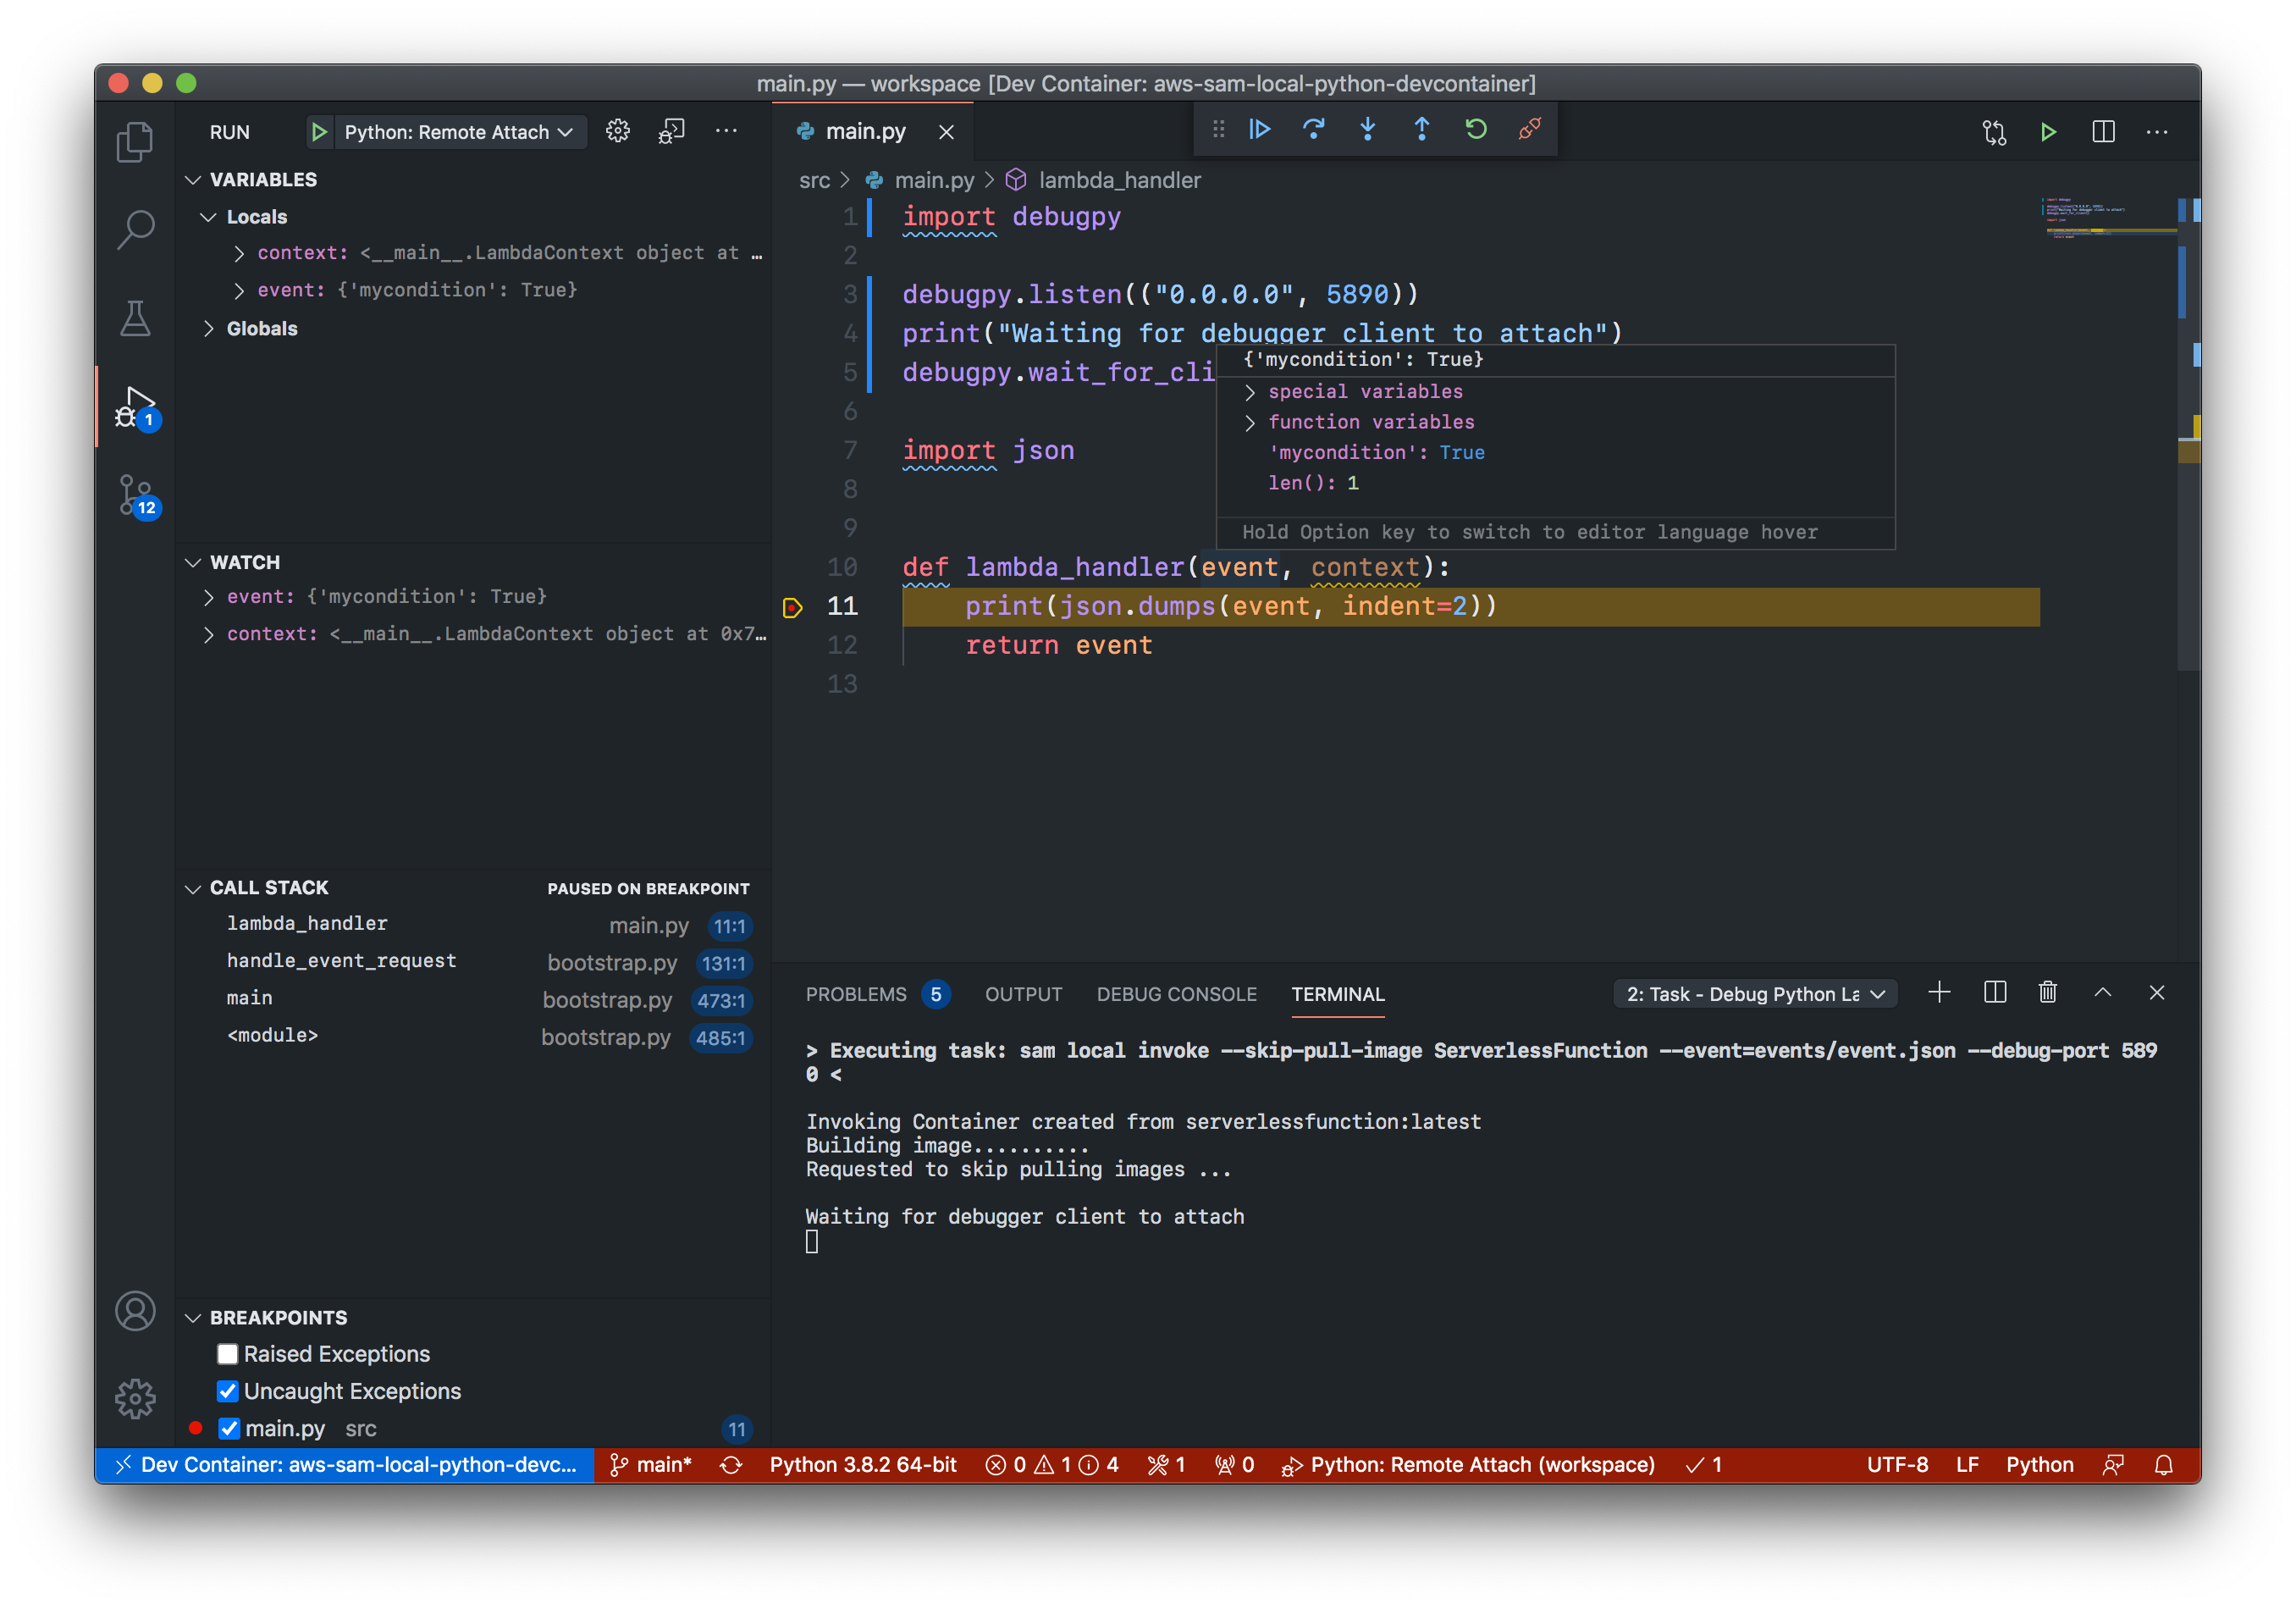 main.py — workspace [Dev Container: aws-sam-local-python-devcontainer]
RUN
Python: Remote Attach
VARIABLES
Locals
context: <__main__.LambdaContext object at …
event: {'mycondition': True}
Globals
1
12
WATCH
event: {'mycondition': True}
context: <__main__.LambdaContext object at 0x7…
CALL STACK PAUSED ON BREAKPOINT
lambda_handler main.py 11:1
handle_event_request bootstrap.py 131:1
main bootstrap.py 473:1
<module> bootstrap.py 485:1
BREAKPOINTS
Raised Exceptions
Uncaught Exceptions
main.py src 11
main.py
src > main.py > lambda_handler
1 import debugpy
2
3 debugpy.listen(("0.0.0.0", 5890))
4 print("Waiting for debugger client to attach")
5 debugpy.wait_for_cli
6
7 import json
8
9
10 def lambda_handler(event, context):
11     print(json.dumps(event, indent=2))
12     return event
13
{'mycondition': True}
special variables
function variables
'mycondition': True
len(): 1
Hold Option key to switch to editor language hover
PROBLEMS 5 OUTPUT DEBUG CONSOLE TERMINAL 2: Task - Debug Python La
> Executing task: sam local invoke --skip-pull-image ServerlessFunction --event=events/event.json --debug-port 589
0 <
Invoking Container created from serverlessfunction:latest
Building image..........
Requested to skip pulling images ...
Waiting for debugger client to attach
Dev Container: aws-sam-local-python-devc... main* Python 3.8.2 64-bit 0 1 4 1 0 Python: Remote Attach (workspace) 1 UTF-8 LF Python